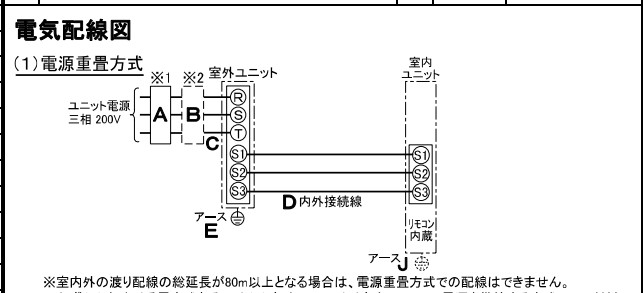 電気配線図
(1)電源重畳方式
※1
※2
室外ユニット
室内
ユニット
ユニット電源
三相 200V
A
B
C
R
S
T
S1
S2
S3
S1
S2
S3
D 内外接続線
リモコン
内蔵
アース
E
アース J
※室内外の渡り配線の総延長が80m以上となる場合は、電源重畳方式での配線はできません。